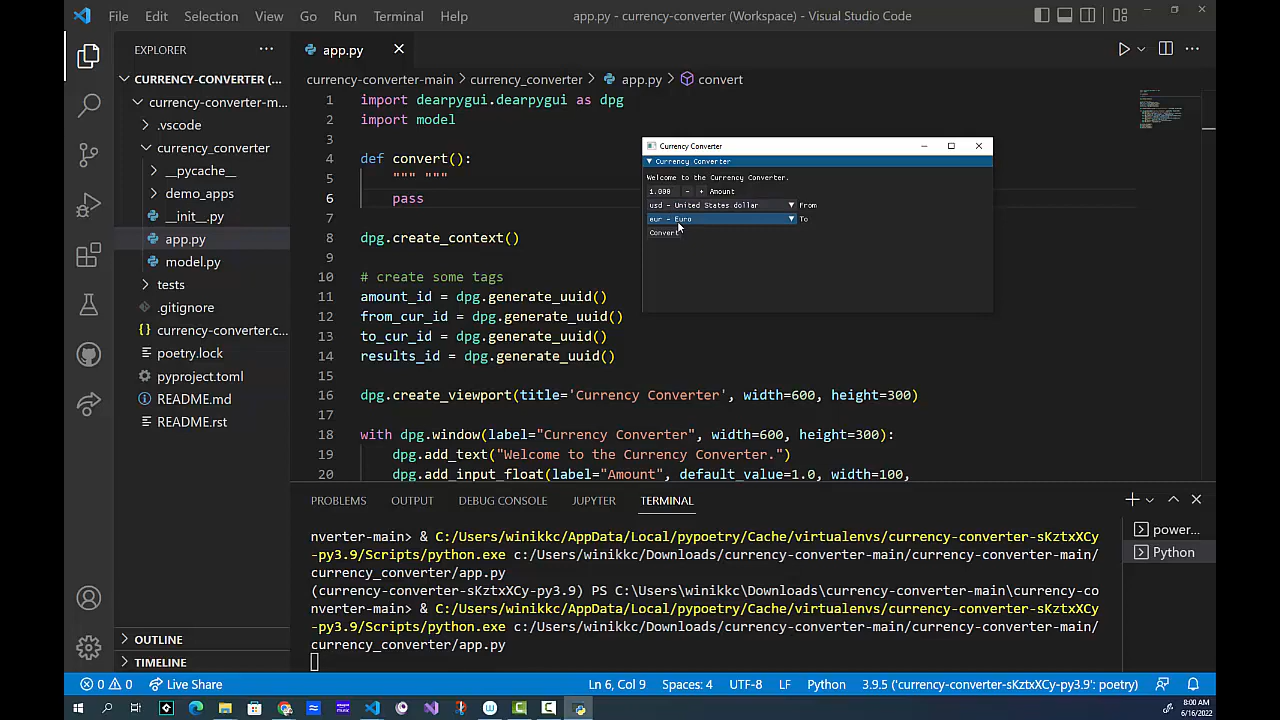 File Edit Selection View Go Run Terminal Help
app.py - currency-converter (Workspace) - Visual Studio Code
EXPLORER
CURRENCY-CONVERTER (...
currency-converter-m...
.vscode
currency_converter
__pycache__
demo_apps
__init__.py
app.py
model.py
tests
.gitignore
currency-converter.c...
poetry.lock
pyproject.toml
README.md
README.rst
OUTLINE
TIMELINE
app.py
currency-converter-main > currency_converter > app.py > convert
1 import dearpygui.dearpygui as dpg
2 import model
3
4 def convert():
5 """ """
6 pass
7
8 dpg.create_context()
9
10 # create some tags
11 amount_id = dpg.generate_uuid()
12 from_cur_id = dpg.generate_uuid()
13 to_cur_id = dpg.generate_uuid()
14 results_id = dpg.generate_uuid()
15
16 dpg.create_viewport(title='Currency Converter', width=600, height=300)
17
18 with dpg.window(label="Currency Converter", width=600, height=300):
19 dpg.add_text("Welcome to the Currency Converter.")
20 dpg.add_input_float(label="Amount", default_value=1.0, width=100,
Currency Converter
Currency Converter
Welcome to the Currency Converter.
1.000 - + Amount
usd - United States dollar From
eur - Euro To
Convert
PROBLEMS OUTPUT DEBUG CONSOLE JUPYTER TERMINAL
nverter-main> & C:/Users/winikkc/AppData/Local/pypoetry/Cache/virtualenvs/currency-converter-sKztxXCy
-py3.9/Scripts/python.exe c:/Users/winikkc/Downloads/currency-converter-main/currency-converter-main/
currency_converter/app.py
(currency-converter-sKztxXCy-py3.9) PS C:\Users\winikkc\Downloads\currency-converter-main\currency-co
nverter-main> & C:/Users/winikkc/AppData/Local/pypoetry/Cache/virtualenvs/currency-converter-sKztxXCy
-py3.9/Scripts/python.exe c:/Users/winikkc/Downloads/currency-converter-main/currency-converter-main/
currency_converter/app.py
power...
Python
0 0 Live Share
Ln 6, Col 9 Spaces: 4 UTF-8 LF Python 3.9.5 ('currency-converter-sKztxXCy-py3.9': poetry)
8:00 AM
6/16/2022